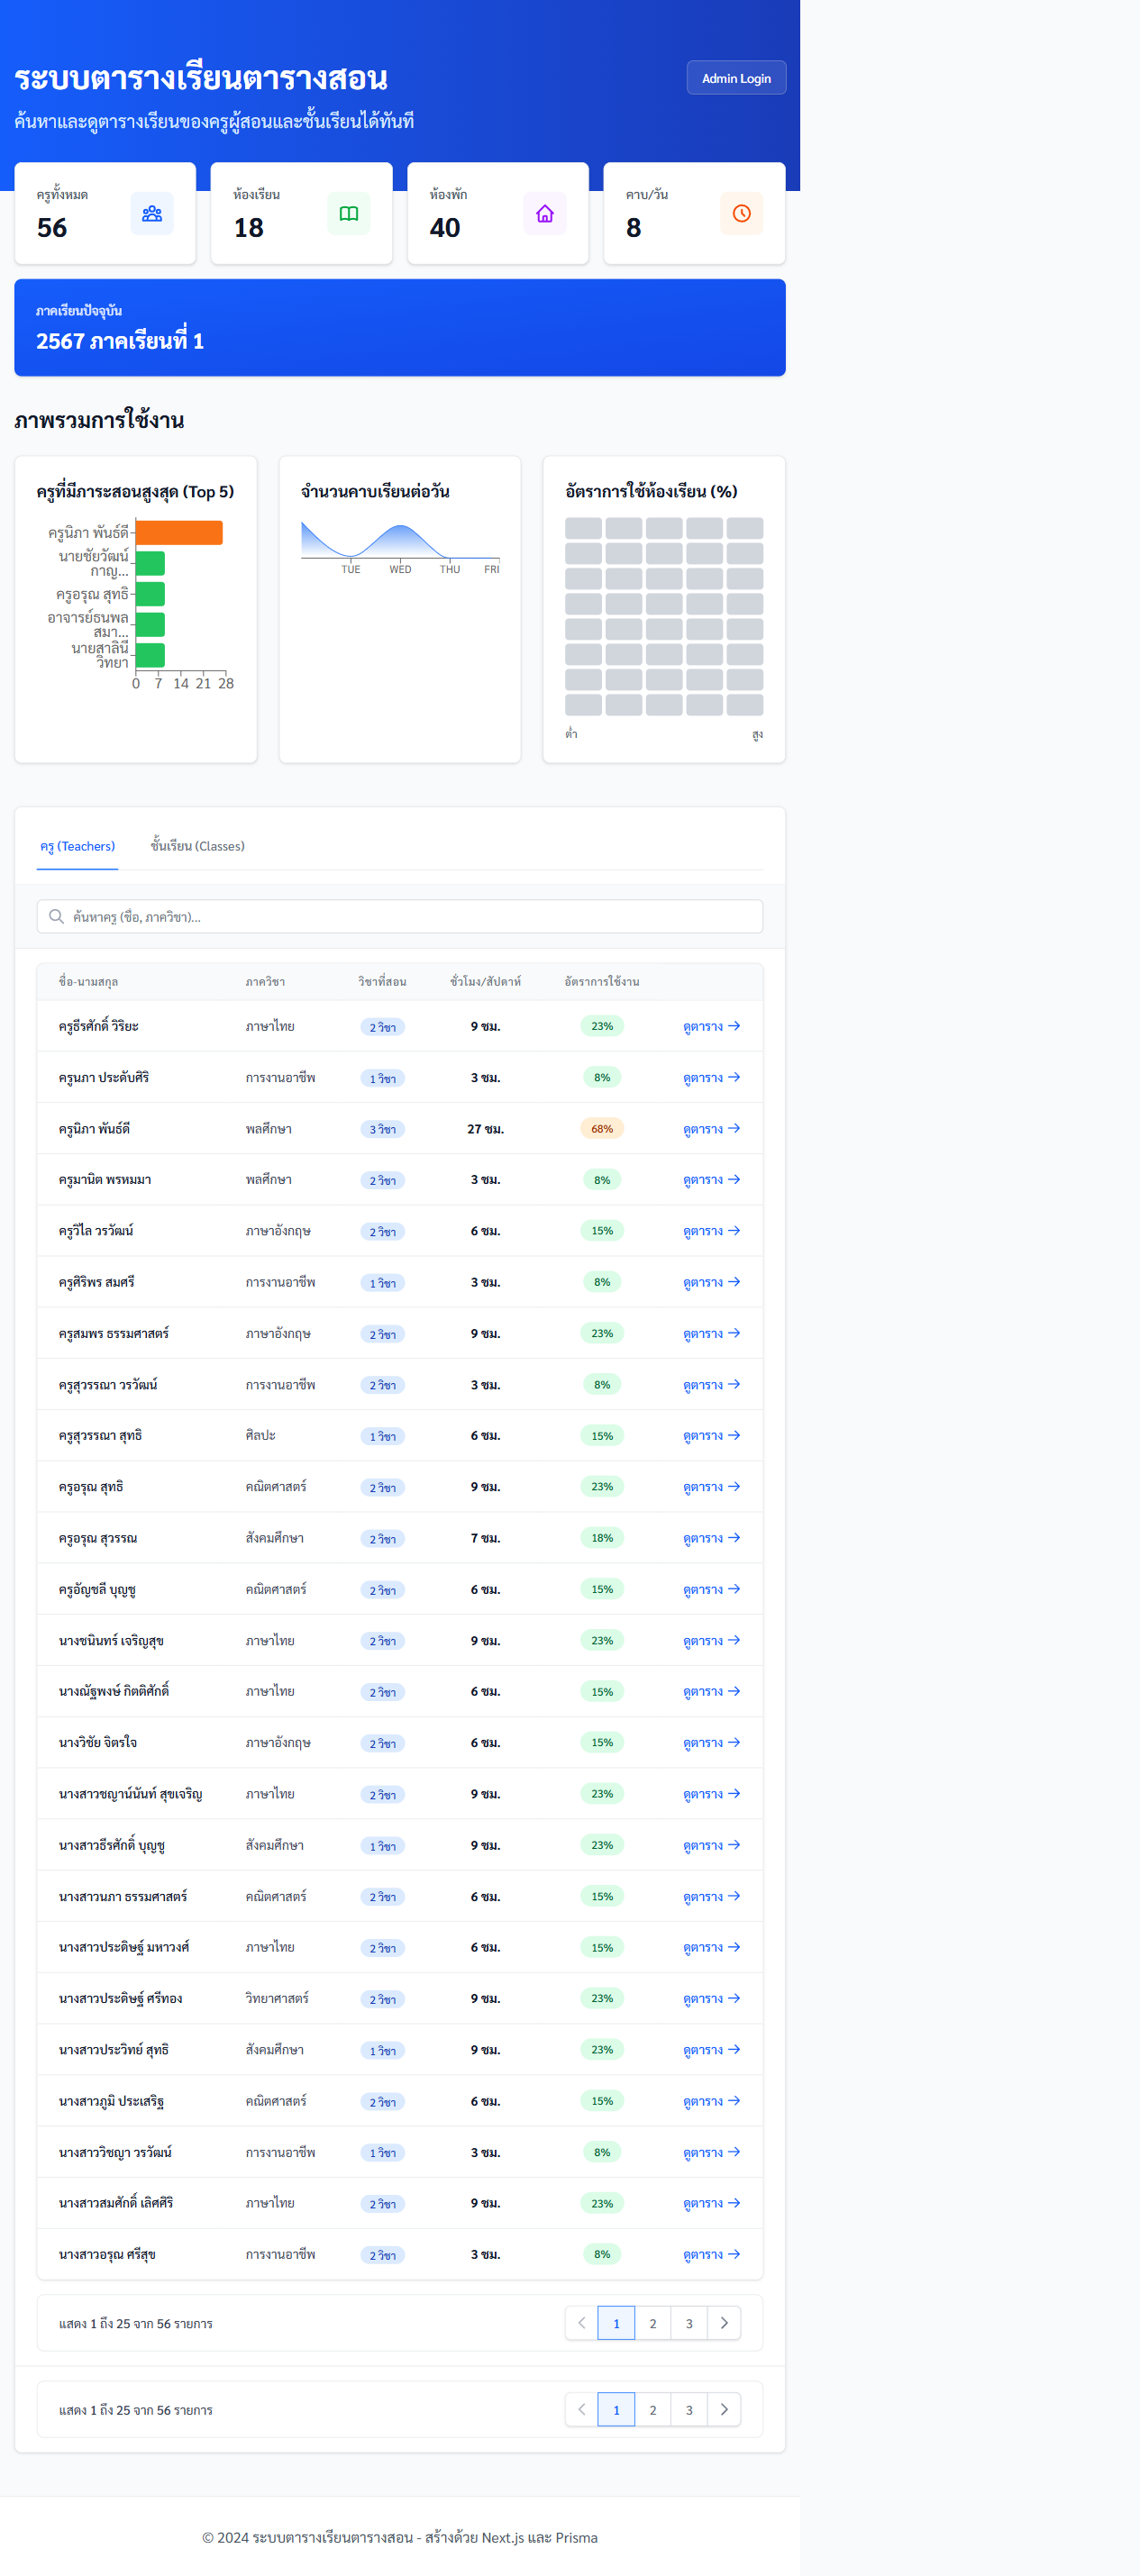 ระบบตารางเรียนตารางสอน
Admin Login
ค้นหาและดูตารางเรียนของครูผู้สอนและชั้นเรียนได้ทันที
ครูทั้งหมด
56
ห้องเรียน
18
ห้องพัก
40
คาบ/วัน
8
ภาคเรียนปัจจุบัน
2567 ภาคเรียนที่ 1
ภาพรวมการใช้งาน
ครูที่มีภาระสอนสูงสุด (Top 5)
ครูนิภา พันธ์ดี
นายชัยวัฒน์
กาญ...
ครูอรุณ สุทธิ
อาจารย์ธนพล
สมา...
นายสาลินี
วิทยา
0 7 14 21 28
จำนวนคาบเรียนต่อวัน
TUE WED THU FRI
อัตราการใช้ห้องเรียน (%)
ต่ำ สูง
ครู (Teachers) ชั้นเรียน (Classes)
ค้นหาครู (ชื่อ, ภาควิชา)...
ชื่อ-นามสกุล ภาควิชา วิชาที่สอน ชั่วโมง/สัปดาห์ อัตราการใช้งาน
ครูธีรศักดิ์ วิริยะ ภาษาไทย 2 วิชา 9 ชม. 23% ดูตาราง
ครูนภา ประดับศิริ การงานอาชีพ 1 วิชา 3 ชม. 8% ดูตาราง
ครูนิภา พันธ์ดี พลศึกษา 3 วิชา 27 ชม. 68% ดูตาราง
ครูมานิต พรหมมา พลศึกษา 2 วิชา 3 ชม. 8% ดูตาราง
ครูวิไล วรวัฒน์ ภาษาอังกฤษ 2 วิชา 6 ชม. 15% ดูตาราง
ครูศิริพร สมศรี การงานอาชีพ 1 วิชา 3 ชม. 8% ดูตาราง
ครูสมพร ธรรมศาสตร์ ภาษาอังกฤษ 2 วิชา 9 ชม. 23% ดูตาราง
ครูสุวรรณา วรวัฒน์ การงานอาชีพ 2 วิชา 3 ชม. 8% ดูตาราง
ครูสุวรรณา สุทธิ ศิลปะ 1 วิชา 6 ชม. 15% ดูตาราง
ครูอรุณ สุทธิ คณิตศาสตร์ 2 วิชา 9 ชม. 23% ดูตาราง
ครูอรุณ สุวรรณ สังคมศึกษา 2 วิชา 7 ชม. 18% ดูตาราง
ครูอัญชลี บุญชู คณิตศาสตร์ 2 วิชา 6 ชม. 15% ดูตาราง
นางชนินทร์ เจริญสุข ภาษาไทย 2 วิชา 9 ชม. 23% ดูตาราง
นางณัฐพงษ์ กิตติศักดิ์ ภาษาไทย 2 วิชา 6 ชม. 15% ดูตาราง
นางวิชัย จิตรใจ ภาษาอังกฤษ 2 วิชา 6 ชม. 15% ดูตาราง
นางสาวชญาน์นันท์ สุขเจริญ ภาษาไทย 2 วิชา 9 ชม. 23% ดูตาราง
นางสาวธีรศักดิ์ บุญชู สังคมศึกษา 1 วิชา 9 ชม. 23% ดูตาราง
นางสาวนภา ธรรมศาสตร์ คณิตศาสตร์ 2 วิชา 6 ชม. 15% ดูตาราง
นางสาวประดิษฐ์ มหาวงศ์ ภาษาไทย 2 วิชา 6 ชม. 15% ดูตาราง
นางสาวประดิษฐ์ ศรีทอง วิทยาศาสตร์ 2 วิชา 9 ชม. 23% ดูตาราง
นางสาวประวิทย์ สุทธิ สังคมศึกษา 1 วิชา 9 ชม. 23% ดูตาราง
นางสาวภูมิ ประเสริฐ คณิตศาสตร์ 2 วิชา 6 ชม. 15% ดูตาราง
นางสาววิชญา วรวัฒน์ การงานอาชีพ 1 วิชา 3 ชม. 8% ดูตาราง
นางสาวสมศักดิ์ เลิศศิริ ภาษาไทย 2 วิชา 9 ชม. 23% ดูตาราง
นางสาวอรุณ ศรีสุข การงานอาชีพ 2 วิชา 3 ชม. 8% ดูตาราง
แสดง 1 ถึง 25 จาก 56 รายการ 1 2 3
แสดง 1 ถึง 25 จาก 56 รายการ 1 2 3
© 2024 ระบบตารางเรียนตารางสอน - สร้างด้วย Next.js และ Prisma